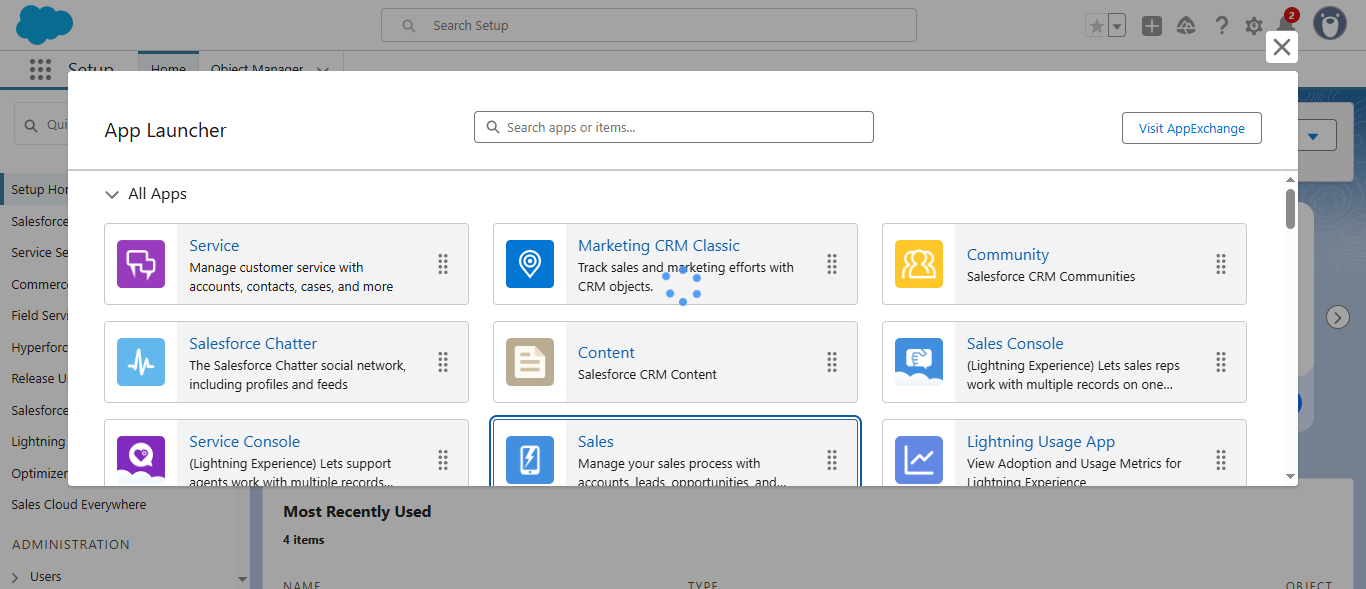 Search Setup
2
Setup
Home
Object Manager
Qui
App Launcher
Search apps or items...
Visit AppExchange
All Apps
Setup Hom
Salesforce
Service Se
Commerc
Field Servi
Hyperforc
Release U
Salesforce
Lightning
Optimizer
Sales Cloud Everywhere
ADMINISTRATION
Users
Service
Manage customer service with
accounts, contacts, cases, and more
Marketing CRM Classic
Track sales and marketing efforts with
CRM objects.
Community
Salesforce CRM Communities
Salesforce Chatter
The Salesforce Chatter social network,
including profiles and feeds
Content
Salesforce CRM Content
Sales Console
(Lightning Experience) Lets sales reps
work with multiple records on one...
Service Console
(Lightning Experience) Lets support
agents work with multiple records...
Sales
Manage your sales process with
accounts, leads, opportunities, and...
Lightning Usage App
View Adoption and Usage Metrics for
Lightning Experience
Most Recently Used
4 items
NAME
TYPE
OBJECT